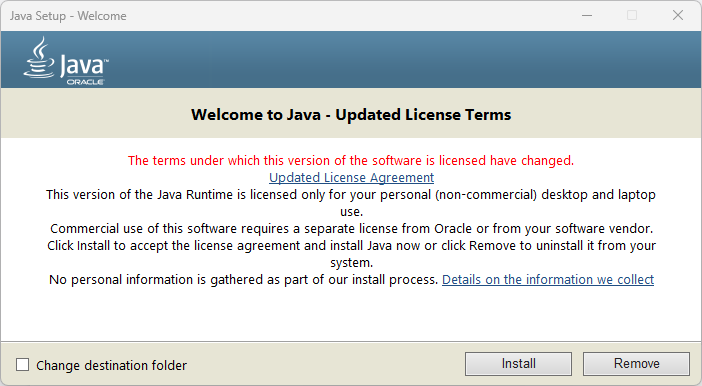 Java Setup - Welcome
Java™
ORACLE
Welcome to Java - Updated License Terms
The terms under which this version of the software is licensed have changed.
Updated License Agreement
This version of the Java Runtime is licensed only for your personal (non-commercial) desktop and laptop
use.
Commercial use of this software requires a separate license from Oracle or from your software vendor.
Click Install to accept the license agreement and install Java now or click Remove to uninstall it from your
system.
No personal information is gathered as part of our install process. Details on the information we collect
Change destination folder
Install
Remove